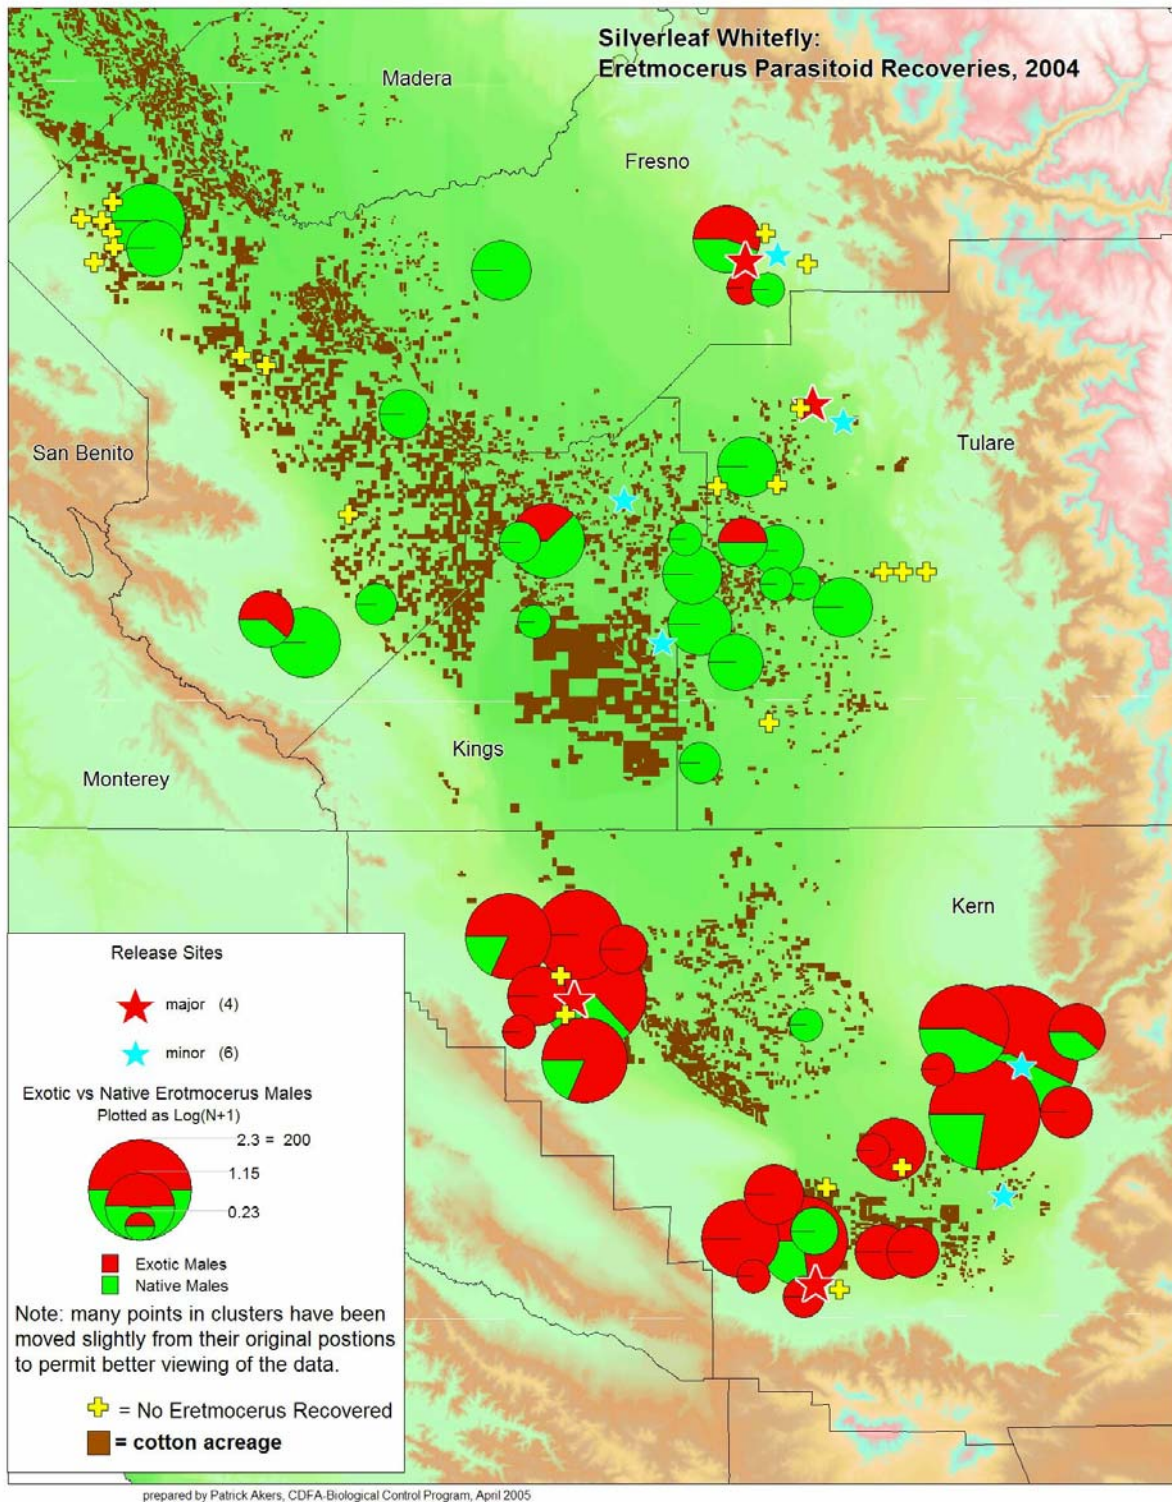 Silverleaf Whitefly:
Eretmocerus Parasitoid Recoveries, 2004
Madera
Fresno
San Benito
Tulare
Kings
Monterey
Kern
Release Sites
major (4)
minor (6)
Exotic vs Native Erotmocerus Males
Plotted as Log(N+1)
2.3 = 200
1.15
0.23
Exotic Males
Native Males
Note: many points in clusters have been
moved slightly from their original postions
to permit better viewing of the data.
= No Eretmocerus Recovered
= cotton acreage
prepared by Patrick Akers, CDFA-Biological Control Program, April 2005